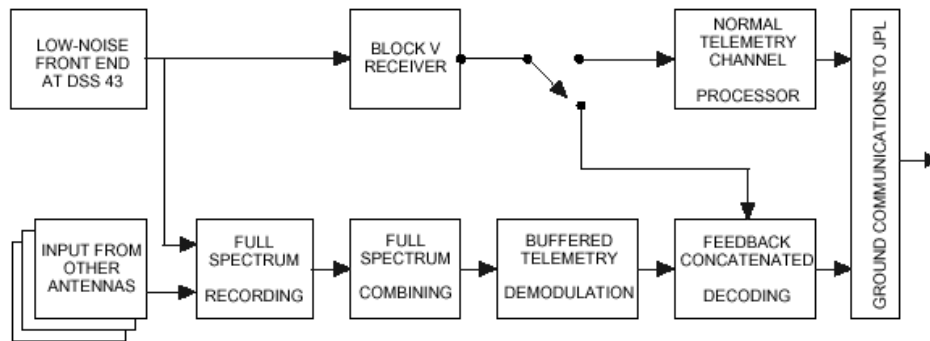 LOW-NOISE
FRONT END
AT DSS 43
BLOCK V
RECEIVER
NORMAL
TELEMETRY
CHANNEL
PROCESSOR
GROUND COMMUNICATIONS TO JPL
INPUT FROM
OTHER
ANTENNAS
FULL
SPECTRUM
RECORDING
FULL
SPECTRUM
COMBINING
BUFFERED
TELEMETRY
DEMODULATION
FEEDBACK
CONCATENATED
DECODING